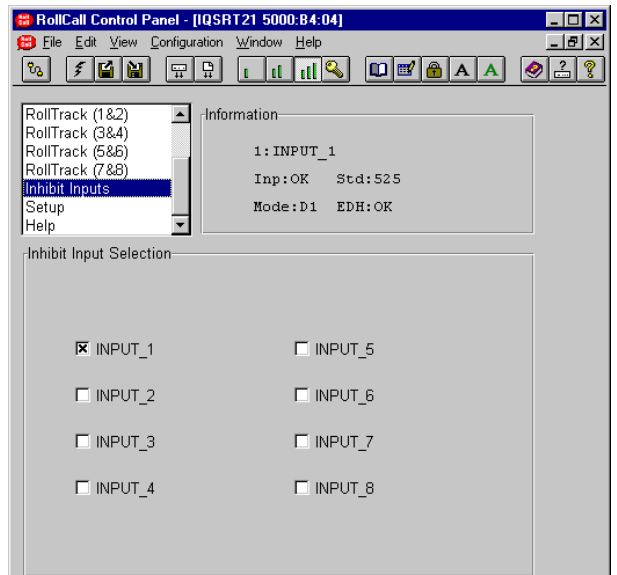 RollCall Control Panel - [IQSRT21 5000:B4:04]
File Edit View Configuration Window Help
A A ? ?
RollTrack (1&2)
RollTrack (3&4)
RollTrack (5&6)
RollTrack (7&8)
Inhibit Inputs
Setup
Help
Information
1:INPUT_1
Inp:OK Std:525
Mode:D1 EDH:OK
Inhibit Input Selection
INPUT_1 INPUT_5
INPUT_2 INPUT_6
INPUT_3 INPUT_7
INPUT_4 INPUT_8